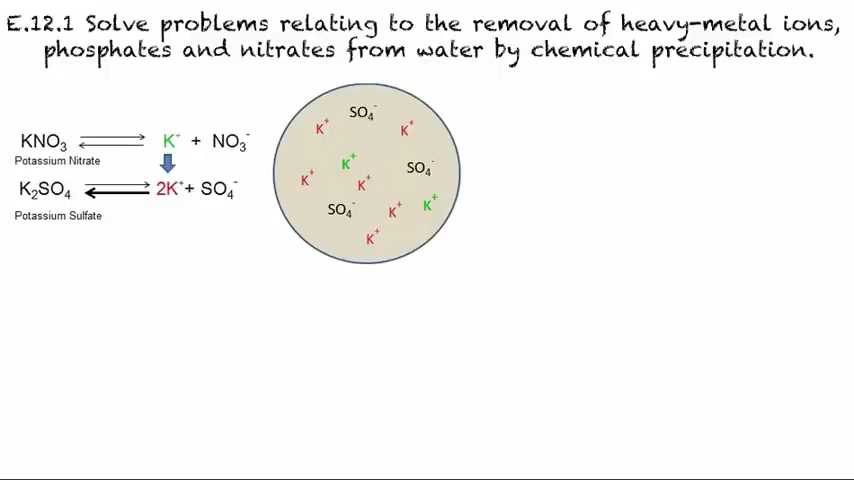 E.12.1 Solve problems relating to the removal of heavy-metal ions,
phosphates and nitrates from water by chemical precipitation.
KNO₃ ⇌ K⁺ + NO₃⁻
Potassium Nitrate
K₂SO₄ ⇌ 2K⁺+ SO₄⁻
Potassium Sulfate
SO₄⁻
K⁺ K⁺
K⁺ SO₄⁻
K⁺ K⁺
SO₄⁻ K⁺ K⁺
K⁺